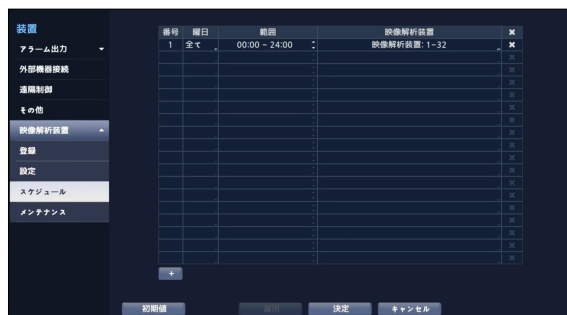 装置
アラーム出力
外部機器接続
遠隔制御
その他
映像解析装置
登録
設定
スケジュール
メンテナンス
番号 曜日 範囲 映像解析装置 ✖
1 全て 00:00 ~ 24:00 映像解析装置: 1~32 ✖
+
初期値 適用 決定 キャンセル